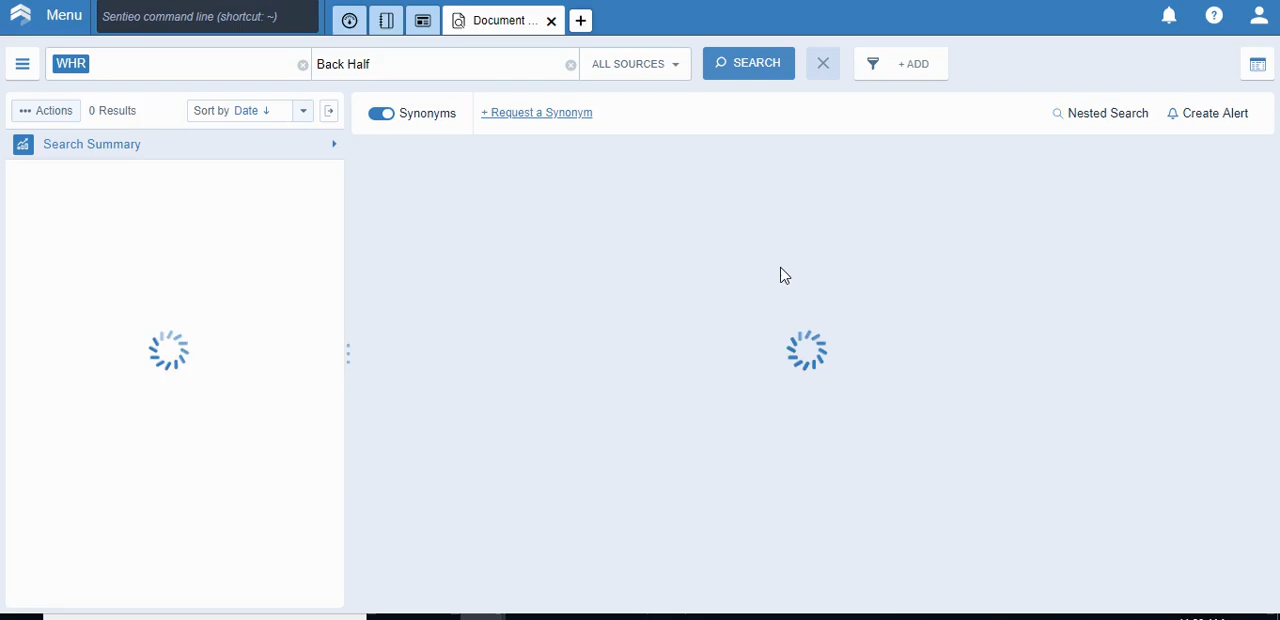 Menu
Sentieo command line (shortcut: ~)
Document ...
WHR
Back Half
ALL SOURCES
SEARCH
+ ADD
Actions
0 Results
Sort by Date ↓
Synonyms
+ Request a Synonym
Nested Search
Create Alert
Search Summary